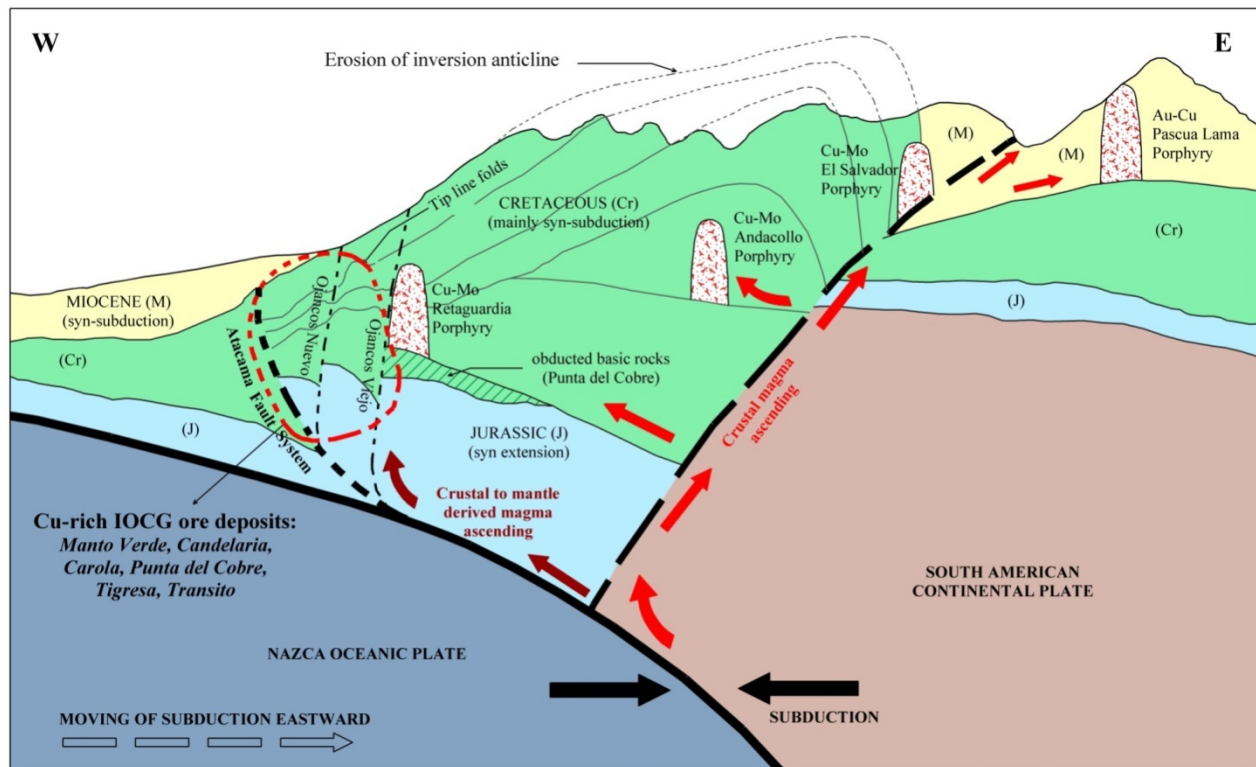 W
E
Erosion of inversion anticline
Tip line folds
CRETACEOUS (Cr)
(mainly syn-subduction)
Cu-Mo
El Salvador
Porphyry
(M)
(M)
Au-Cu
Pascua Lama
Porphyry
Cu-Mo
Andacollo
Porphyry
(Cr)
MIOCENE (M)
(syn-subduction)
Cu-Mo
Retaguardia
Porphyry
(J)
(Cr)
Atacama Fault System
Ojancos Nuevo
Ojancos Viejo
obducted basic rocks
(Punta del Cobre)
Crustal magma
ascending
(J)
JURASSIC (J)
(syn extension)
Crustal to mantle
derived magma
ascending
Cu-rich IOCG ore deposits:
Manto Verde, Candelaria,
Carola, Punta del Cobre,
Tigresa, Transito
SOUTH AMERICAN
CONTINENTAL PLATE
NAZCA OCEANIC PLATE
MOVING OF SUBDUCTION EASTWARD
SUBDUCTION